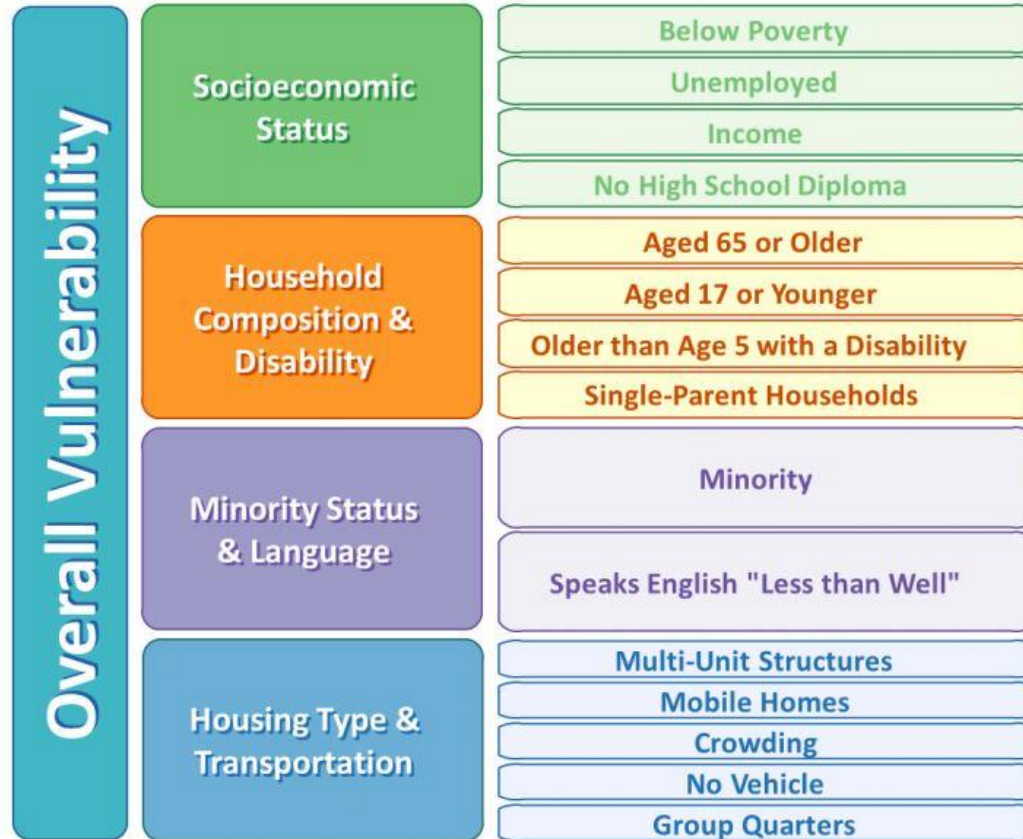 Overall Vulnerability
Socioeconomic
Status
Below Poverty
Unemployed
Income
No High School Diploma
Household
Composition &
Disability
Aged 65 or Older
Aged 17 or Younger
Older than Age 5 with a Disability
Single-Parent Households
Minority Status
& Language
Minority
Speaks English "Less than Well"
Housing Type &
Transportation
Multi-Unit Structures
Mobile Homes
Crowding
No Vehicle
Group Quarters